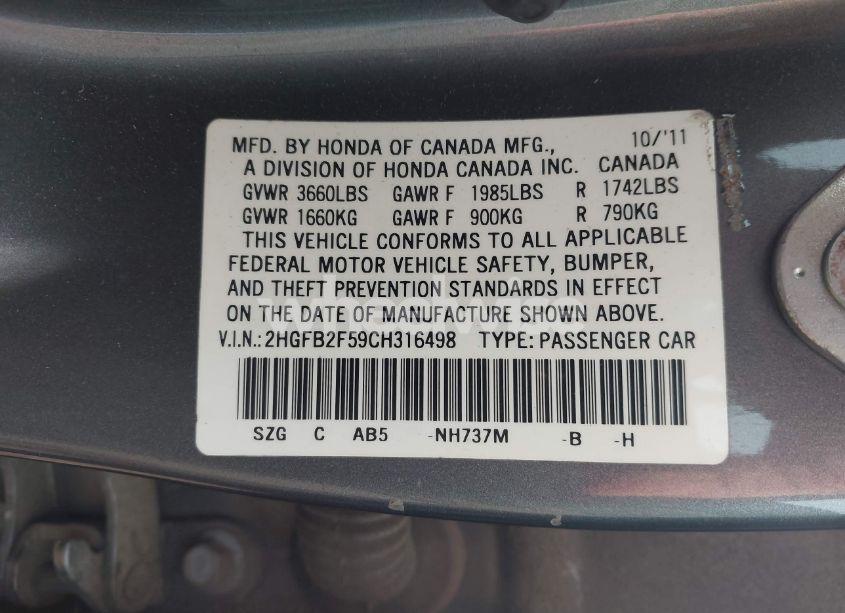 MFD. BY HONDA OF CANADA MFG., 10/'11
A DIVISION OF HONDA CANADA INC. CANADA
GVWR 3660LBS GAWR F 1985LBS R 1742LBS
GVWR 1660KG GAWR F 900KG R 790KG
THIS VEHICLE CONFORMS TO ALL APPLICABLE
FEDERAL MOTOR VEHICLE SAFETY, BUMPER,
AND THEFT PREVENTION STANDARDS IN EFFECT
ON THE DATE OF MANUFACTURE SHOWN ABOVE.
wheelwise
V.I.N.:2HGFB2F59CH316498 TYPE: PASSENGER CAR
SZG C AB5 -NH737M -B -H